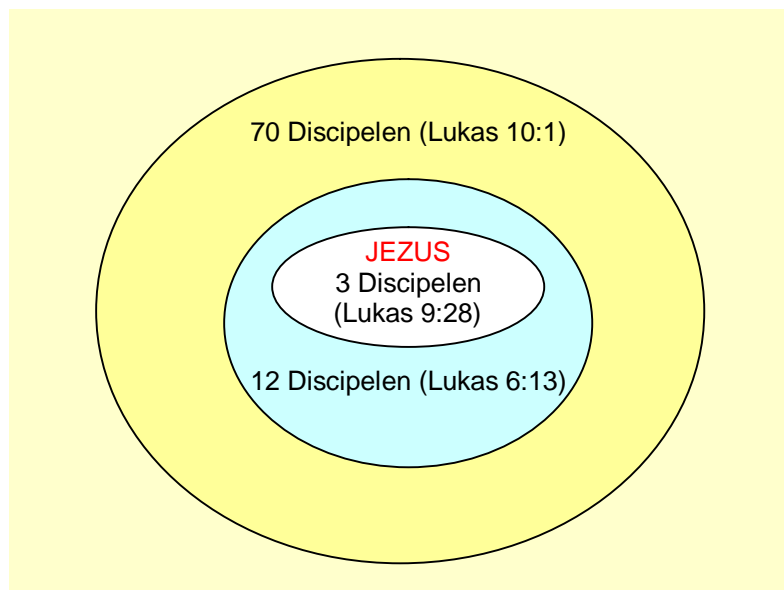 70 Discipelen (Lukas 10:1)
JEZUS
3 Discipelen
(Lukas 9:28)
12 Discipelen (Lukas 6:13)